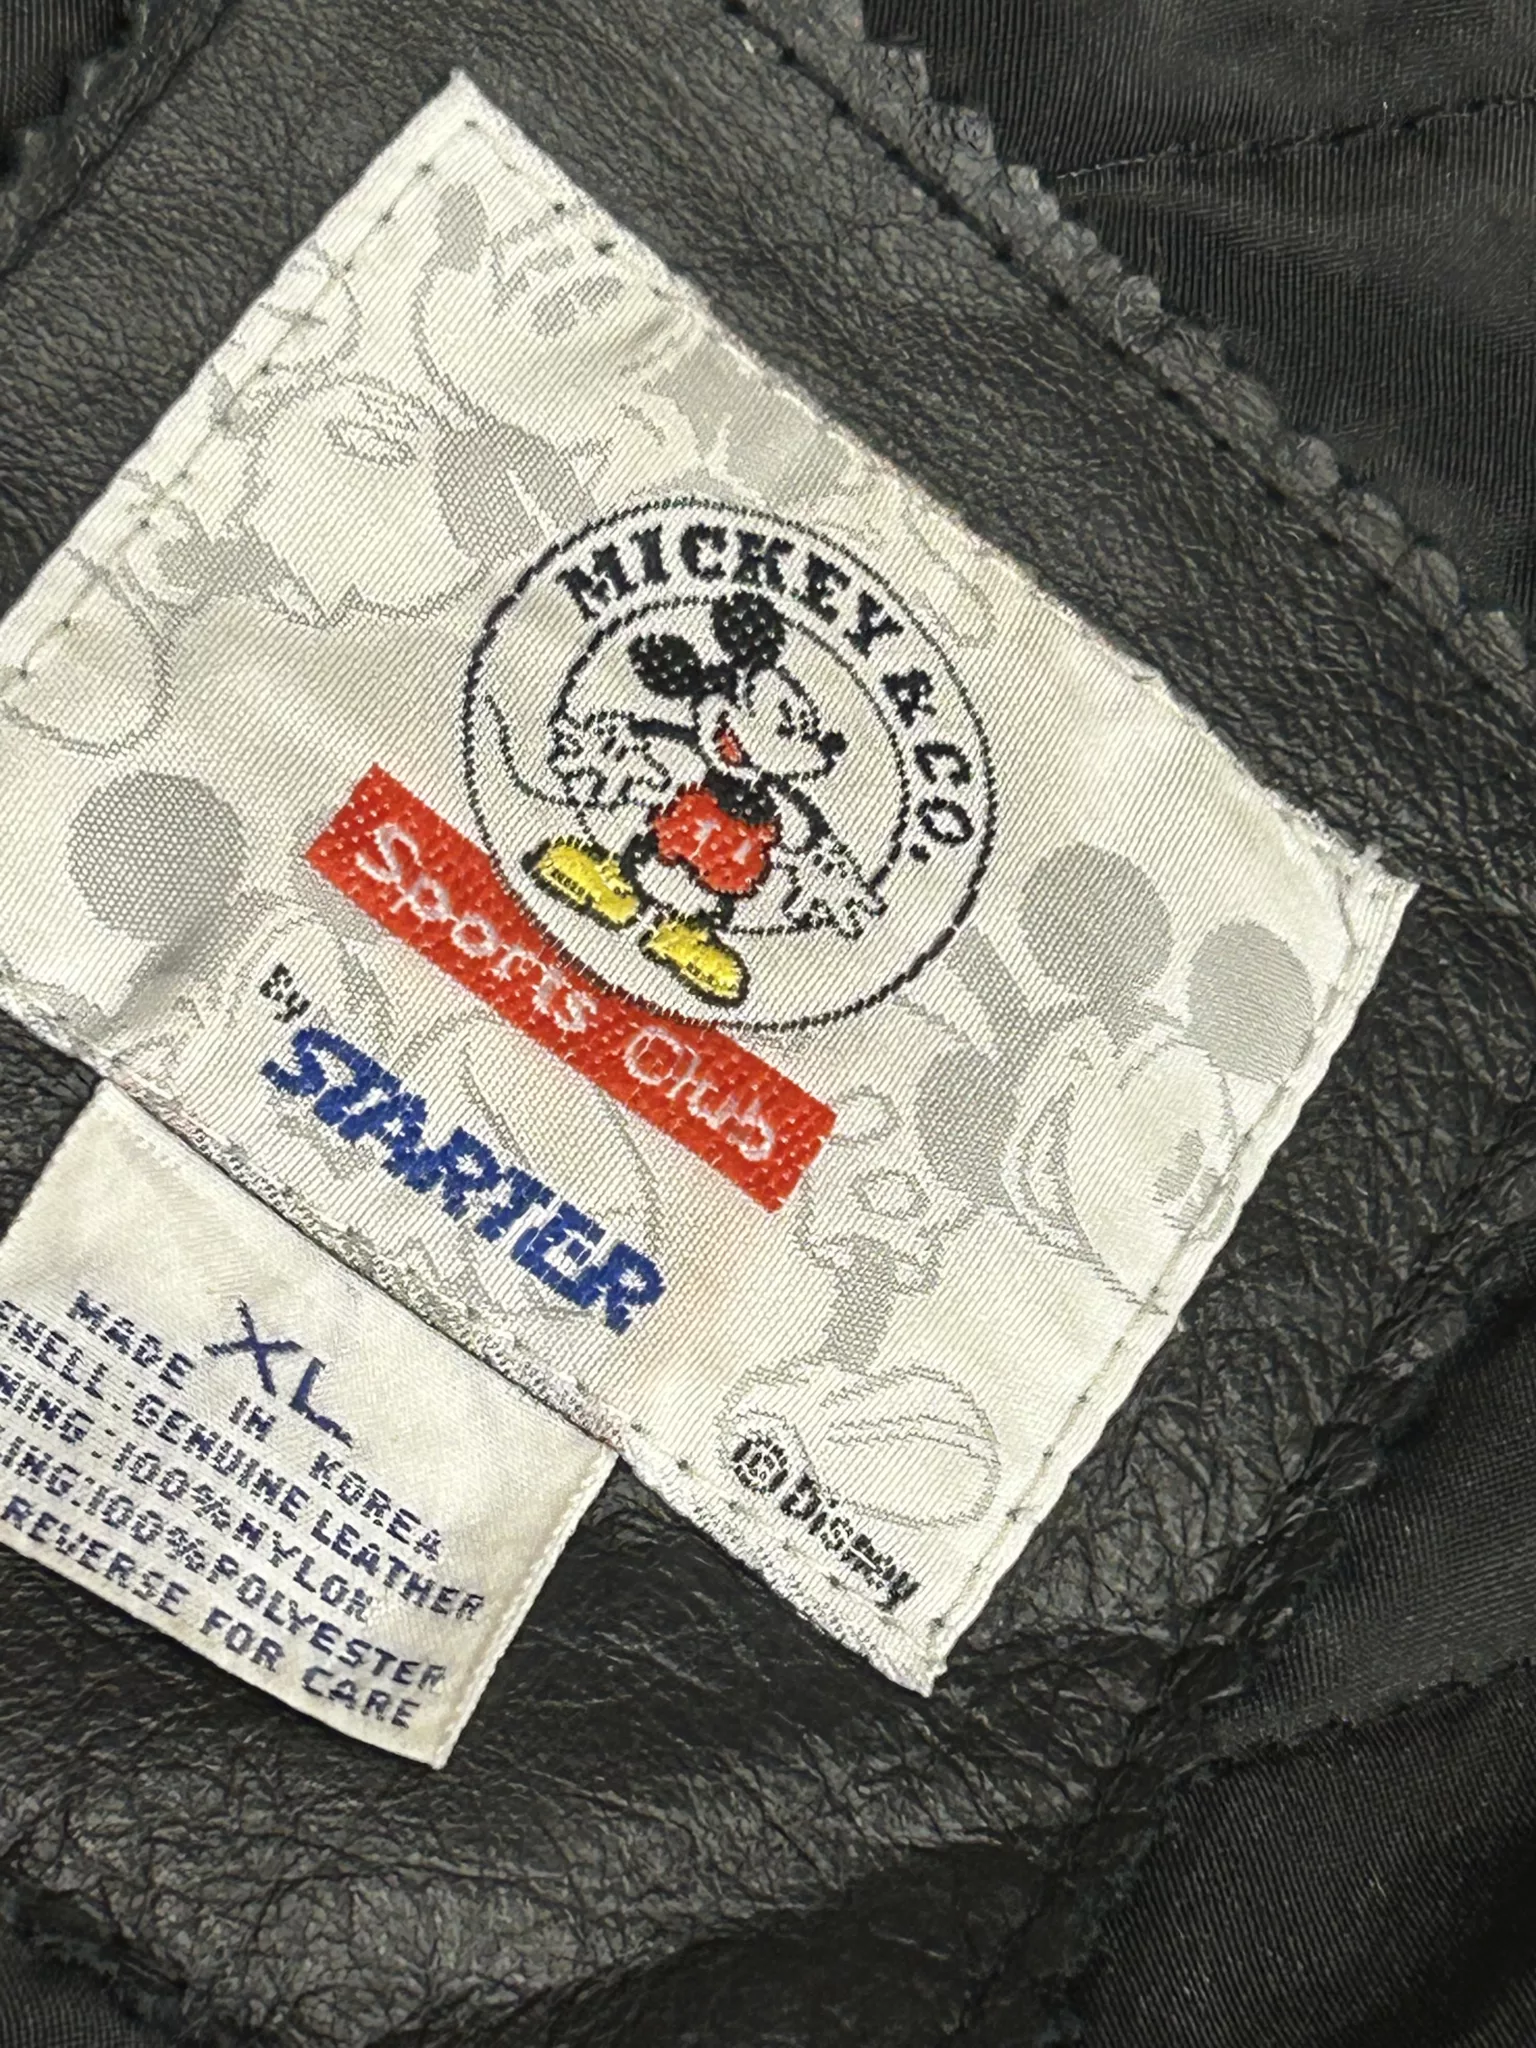 MICKEY & CO.
Sports Club
BY
STARTER
© Disney
XL
MADE IN KOREA
SHELL: GENUINE LEATHER
NING: 100% NYLON
LING: 100% POLYESTER
REVERSE FOR CARE